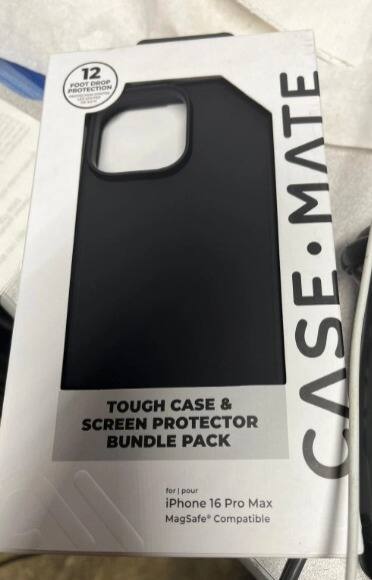 12
FOOT DROP
PROTECTION
CASE·MATE
TOUGH CASE &
SCREEN PROTECTOR
BUNDLE PACK
for | pour
iPhone 16 Pro Max
MagSafe® Compatible